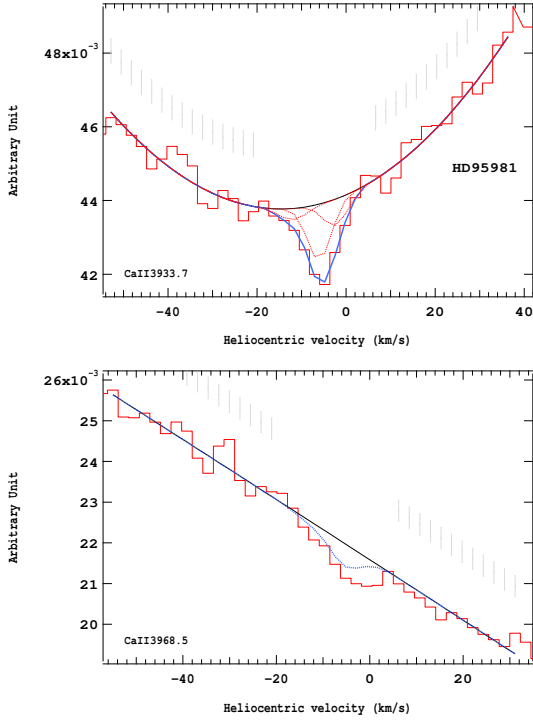 48x10⁻³
46
44
42
Arbitrary Unit
HD95981
CaII3933.7
-40
-20
0
20
40
Heliocentric velocity (km/s)
26x10⁻³
25
24
23
22
21
20
Arbitrary Unit
CaII3968.5
-40
-20
0
20
Heliocentric velocity (km/s)